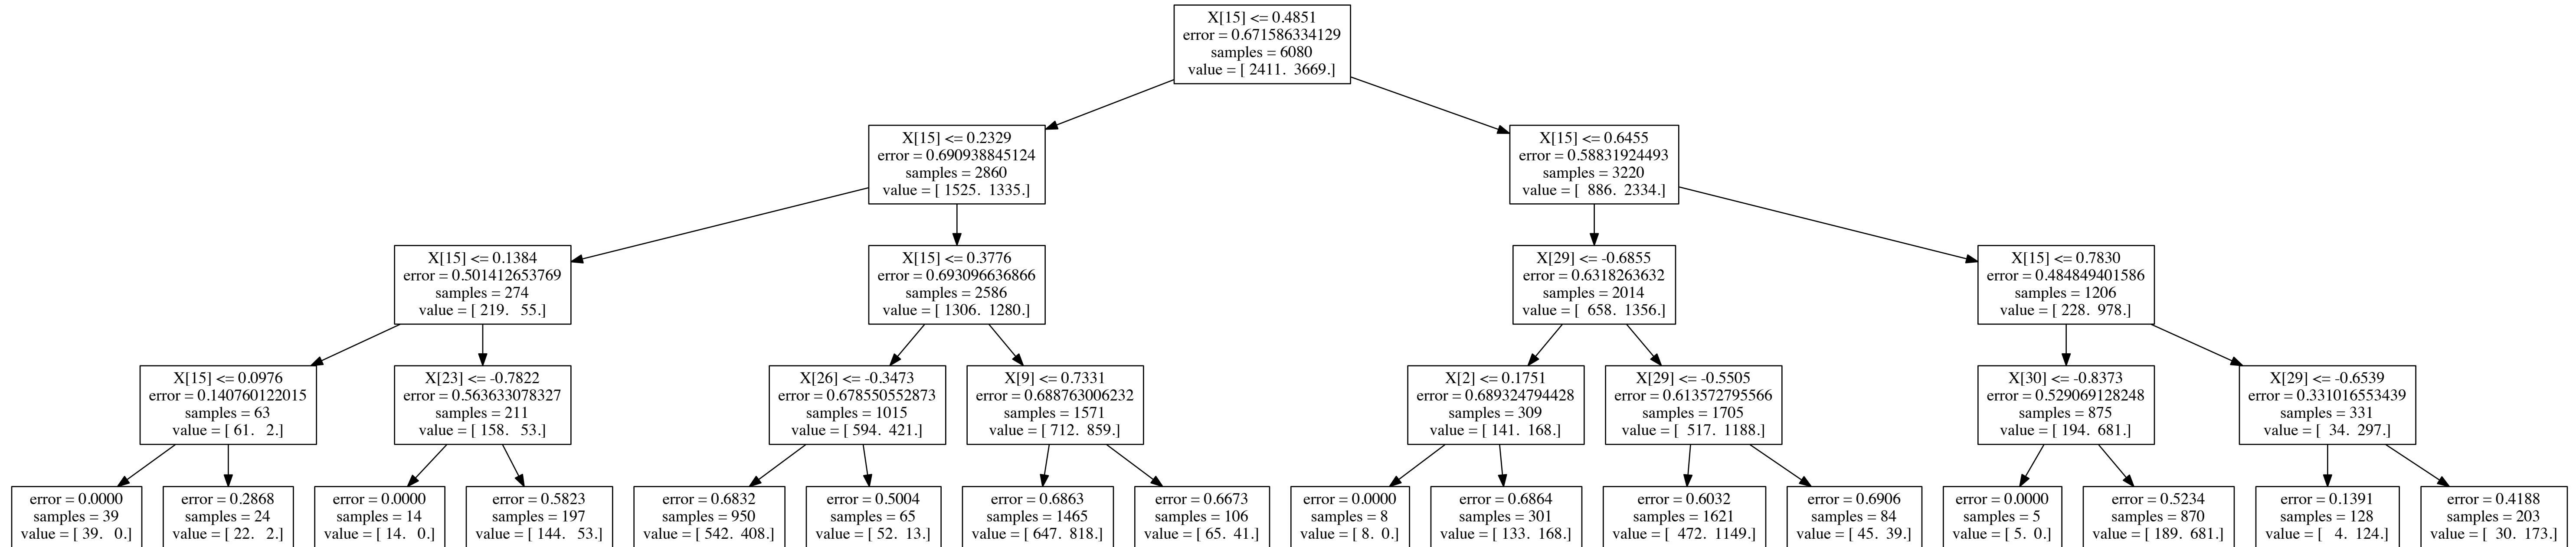 X[15] <= 0.4851
error = 0.671586334129
samples = 6080
value = [ 2411.  3669.]
X[15] <= 0.2329
error = 0.690938845124
samples = 2860
value = [ 1525.  1335.]
X[15] <= 0.6455
error = 0.58831924493
samples = 3220
value = [  886.  2334.]
X[15] <= 0.1384
error = 0.501412653769
samples = 274
value = [ 219.   55.]
X[15] <= 0.3776
error = 0.693096636866
samples = 2586
value = [ 1306.  1280.]
X[29] <= -0.6855
error = 0.6318263632
samples = 2014
value = [  658.  1356.]
X[15] <= 0.7830
error = 0.484849401586
samples = 1206
value = [ 228.  978.]
X[15] <= 0.0976
error = 0.140760122015
samples = 63
value = [ 61.   2.]
X[23] <= -0.7822
error = 0.563633078327
samples = 211
value = [ 158.   53.]
X[26] <= -0.3473
error = 0.678550552873
samples = 1015
value = [ 594.  421.]
X[9] <= 0.7331
error = 0.688763006232
samples = 1571
value = [ 712.  859.]
X[2] <= 0.1751
error = 0.689324794428
samples = 309
value = [ 141.  168.]
X[29] <= -0.5505
error = 0.613572795566
samples = 1705
value = [  517.  1188.]
X[30] <= -0.8373
error = 0.529069128248
samples = 875
value = [ 194.  681.]
X[29] <= -0.6539
error = 0.331016553439
samples = 331
value = [  34.  297.]
error = 0.0000
samples = 39
value = [ 39.   0.]
error = 0.2868
samples = 24
value = [ 22.   2.]
error = 0.0000
samples = 14
value = [ 14.   0.]
error = 0.5823
samples = 197
value = [ 144.   53.]
error = 0.6832
samples = 950
value = [ 542.  408.]
error = 0.5004
samples = 65
value = [ 52.  13.]
error = 0.6863
samples = 1465
value = [ 647.  818.]
error = 0.6673
samples = 106
value = [ 65.  41.]
error = 0.0000
samples = 8
value = [ 8.  0.]
error = 0.6864
samples = 301
value = [ 133.  168.]
error = 0.6032
samples = 1621
value = [  472.  1149.]
error = 0.6906
samples = 84
value = [ 45.  39.]
error = 0.0000
samples = 5
value = [ 5.  0.]
error = 0.5234
samples = 870
value = [ 189.  681.]
error = 0.1391
samples = 128
value = [   4.  124.]
error = 0.4188
samples = 203
value = [  30.  173.]